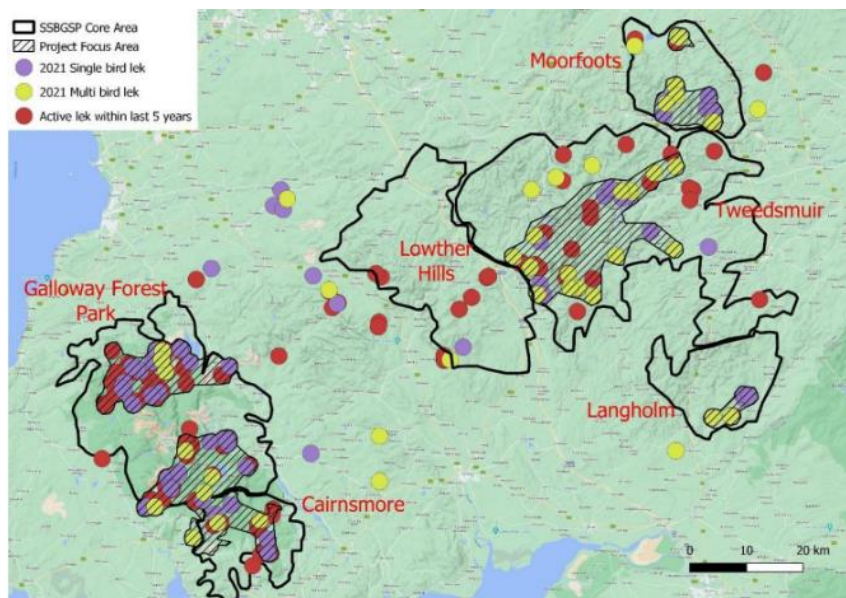 SSBGSP Core Area
Project Focus Area
2021 Single bird lek
2021 Multi bird lek
Active lek within last 5 years
Moorfoots
Tweedsmuir
Lowther
Hills
Galloway Forest
Park
Langholm
Cairnsmore
0 10 20 km